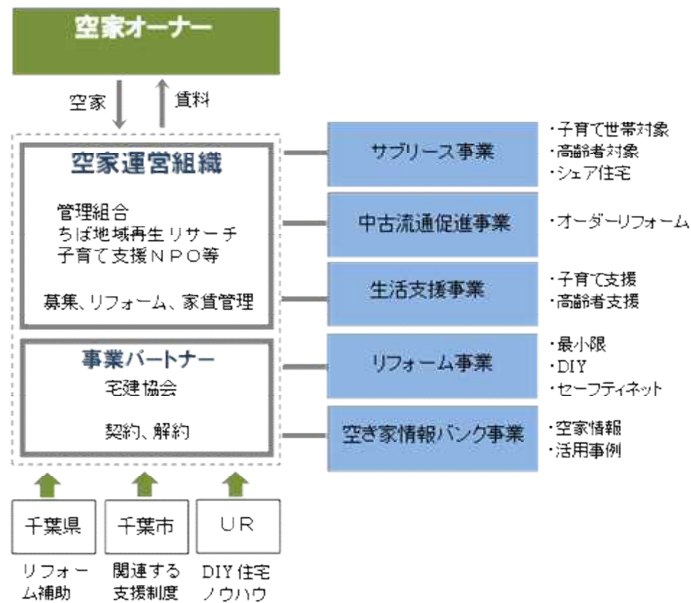 空家オーナー
空家
賃料
空家運営組織
管理組合
ちば地域再生リサーチ
子育て支援NPO等
募集、リフォーム、家賃管理
事業パートナー
宅建協会
契約、解約
サブリース事業
・子育て世帯対象
・高齢者対象
・シェア住宅
中古流通促進事業
・オーダーリフォーム
生活支援事業
・子育て支援
・高齢者支援
リフォーム事業
・最小限
・DIY
・セーフティネット
空き家情報バンク事業
・空家情報
・活用事例
千葉県
千葉市
UR
リフォー
ム補助
関連する
支援制度
DIY住宅
ノウハウ